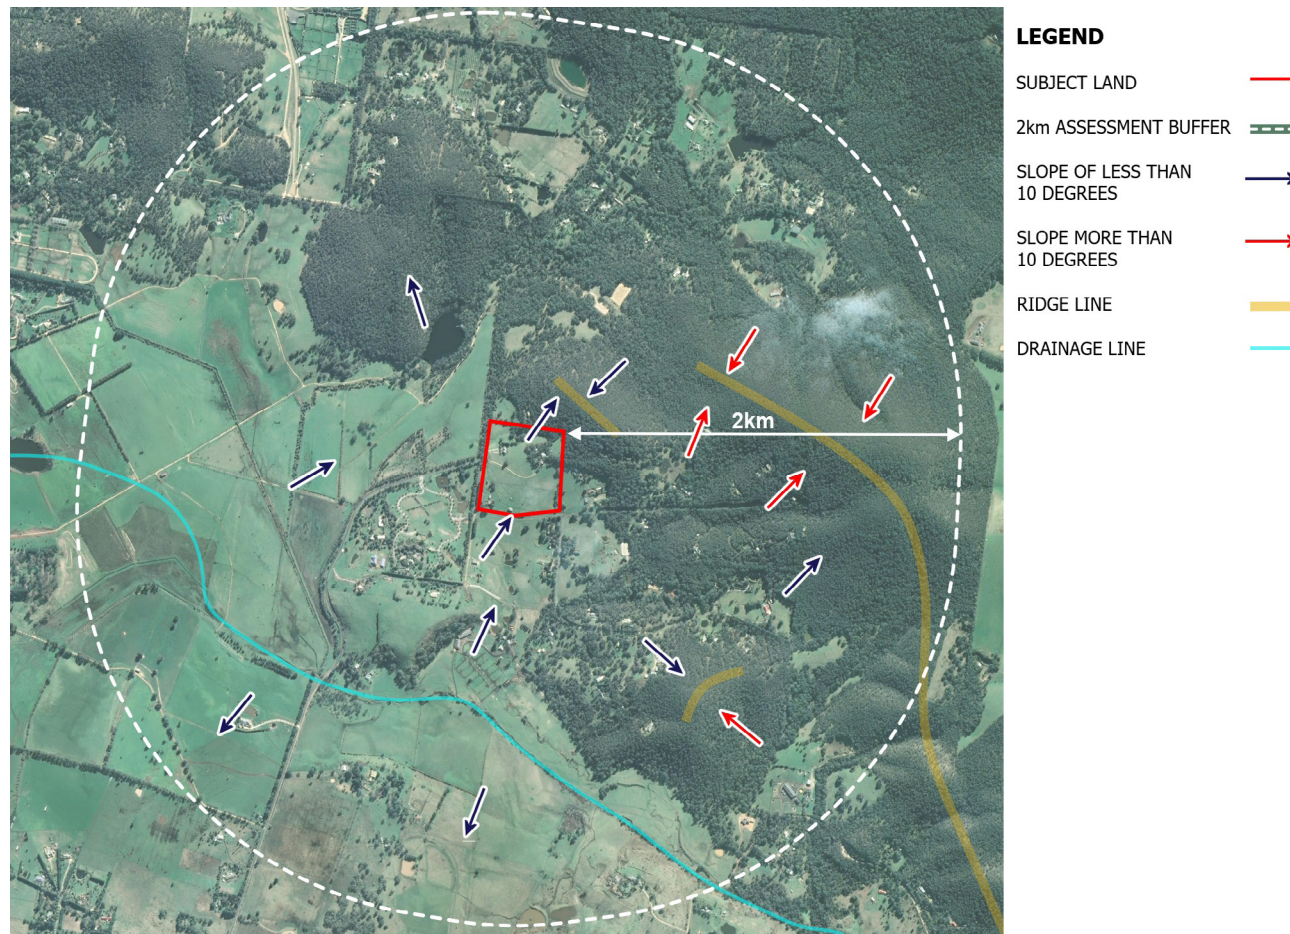 LEGEND
SUBJECT LAND
2km ASSESSMENT BUFFER
SLOPE OF LESS THAN
10 DEGREES
SLOPE MORE THAN
10 DEGREES
RIDGE LINE
DRAINAGE LINE
2km